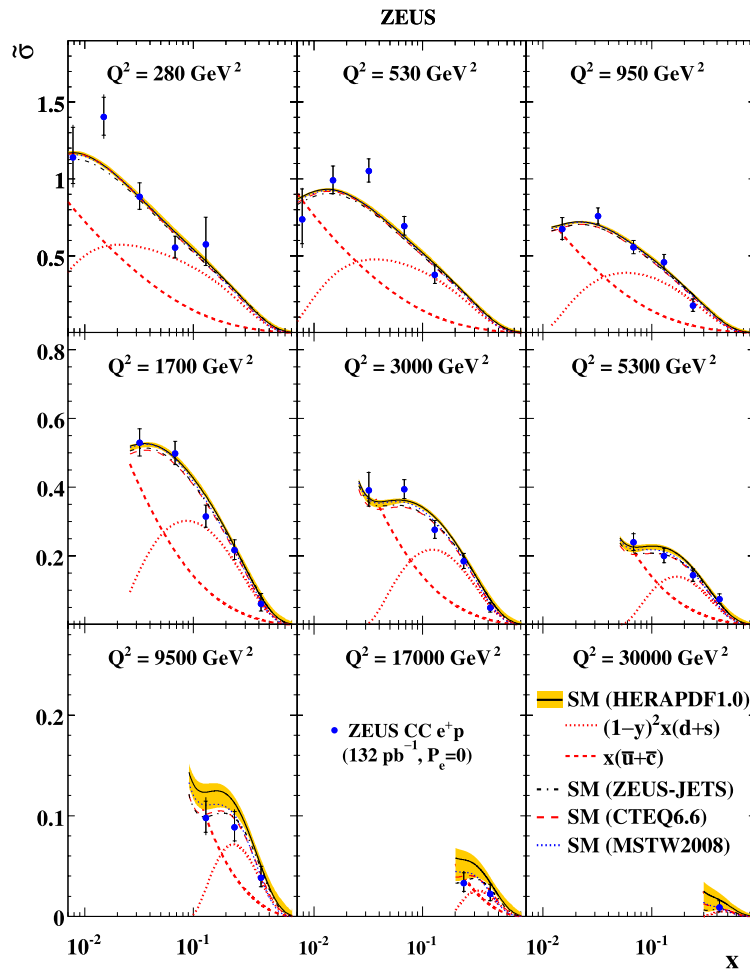 ZEUS
σ̃
Q² = 280 GeV²
Q² = 530 GeV²
Q² = 950 GeV²
1.5
1
0.5
0
Q² = 1700 GeV²
Q² = 3000 GeV²
Q² = 5300 GeV²
0.8
0.6
0.4
0.2
0
Q² = 9500 GeV²
Q² = 17000 GeV²
Q² = 30000 GeV²
0.2
0.1
0
ZEUS CC e⁺p
(132 pb⁻¹, Pₑ=0)
SM (HERAPDF1.0)
(1−y)²x(d+s)
x(u̅+c̅)
SM (ZEUS-JETS)
SM (CTEQ6.6)
SM (MSTW2008)
10⁻² 10⁻¹ 10⁻² 10⁻¹ 10⁻² 10⁻¹
x